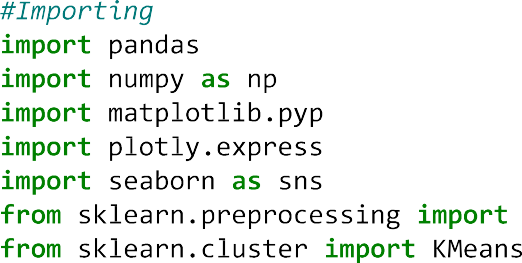 #Importing
import pandas
import numpy as np
import matplotlib.pyp
import plotly.express
import seaborn as sns
from sklearn.preprocessing import
from sklearn.cluster import KMeans